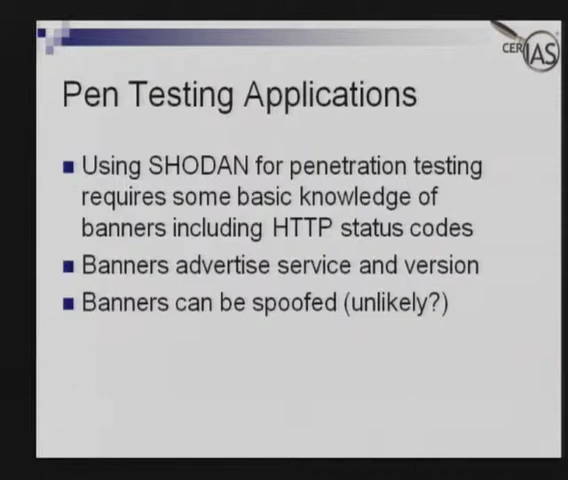 CERIAS
Pen Testing Applications
Using SHODAN for penetration testing
requires some basic knowledge of
banners including HTTP status codes
Banners advertise service and version
Banners can be spoofed (unlikely?)